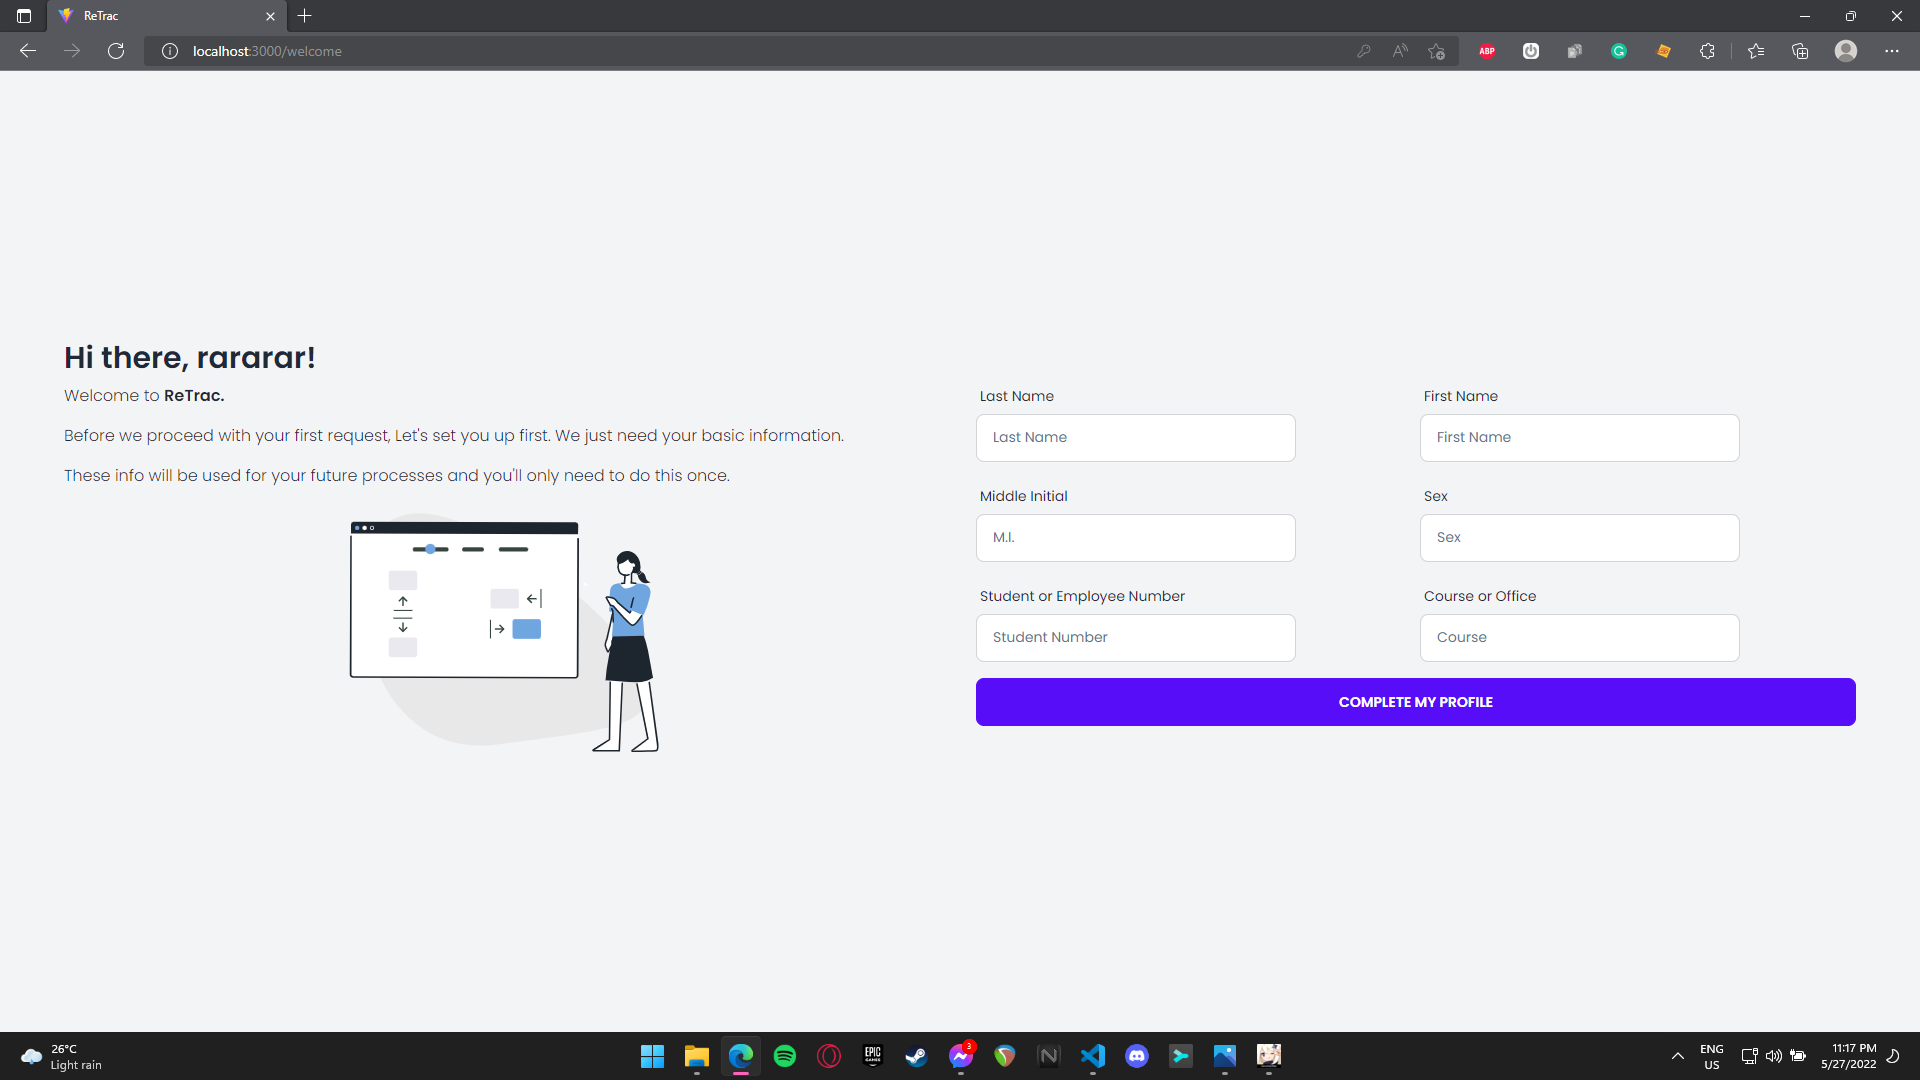 ReTrac
localhost:3000/welcome
ABP
Hi there, rararar!
Welcome to ReTrac.
Before we proceed with your first request, Let's set you up first. We just need your basic information.
These info will be used for your future processes and you'll only need to do this once.
Last Name
First Name
Last Name
First Name
Middle Initial
Sex
M.I.
Sex
Student or Employee Number
Course or Office
Student Number
Course
COMPLETE MY PROFILE
26°C
Light rain
EPIC
GAMES
3
ENG
US
11:17 PM
5/27/2022